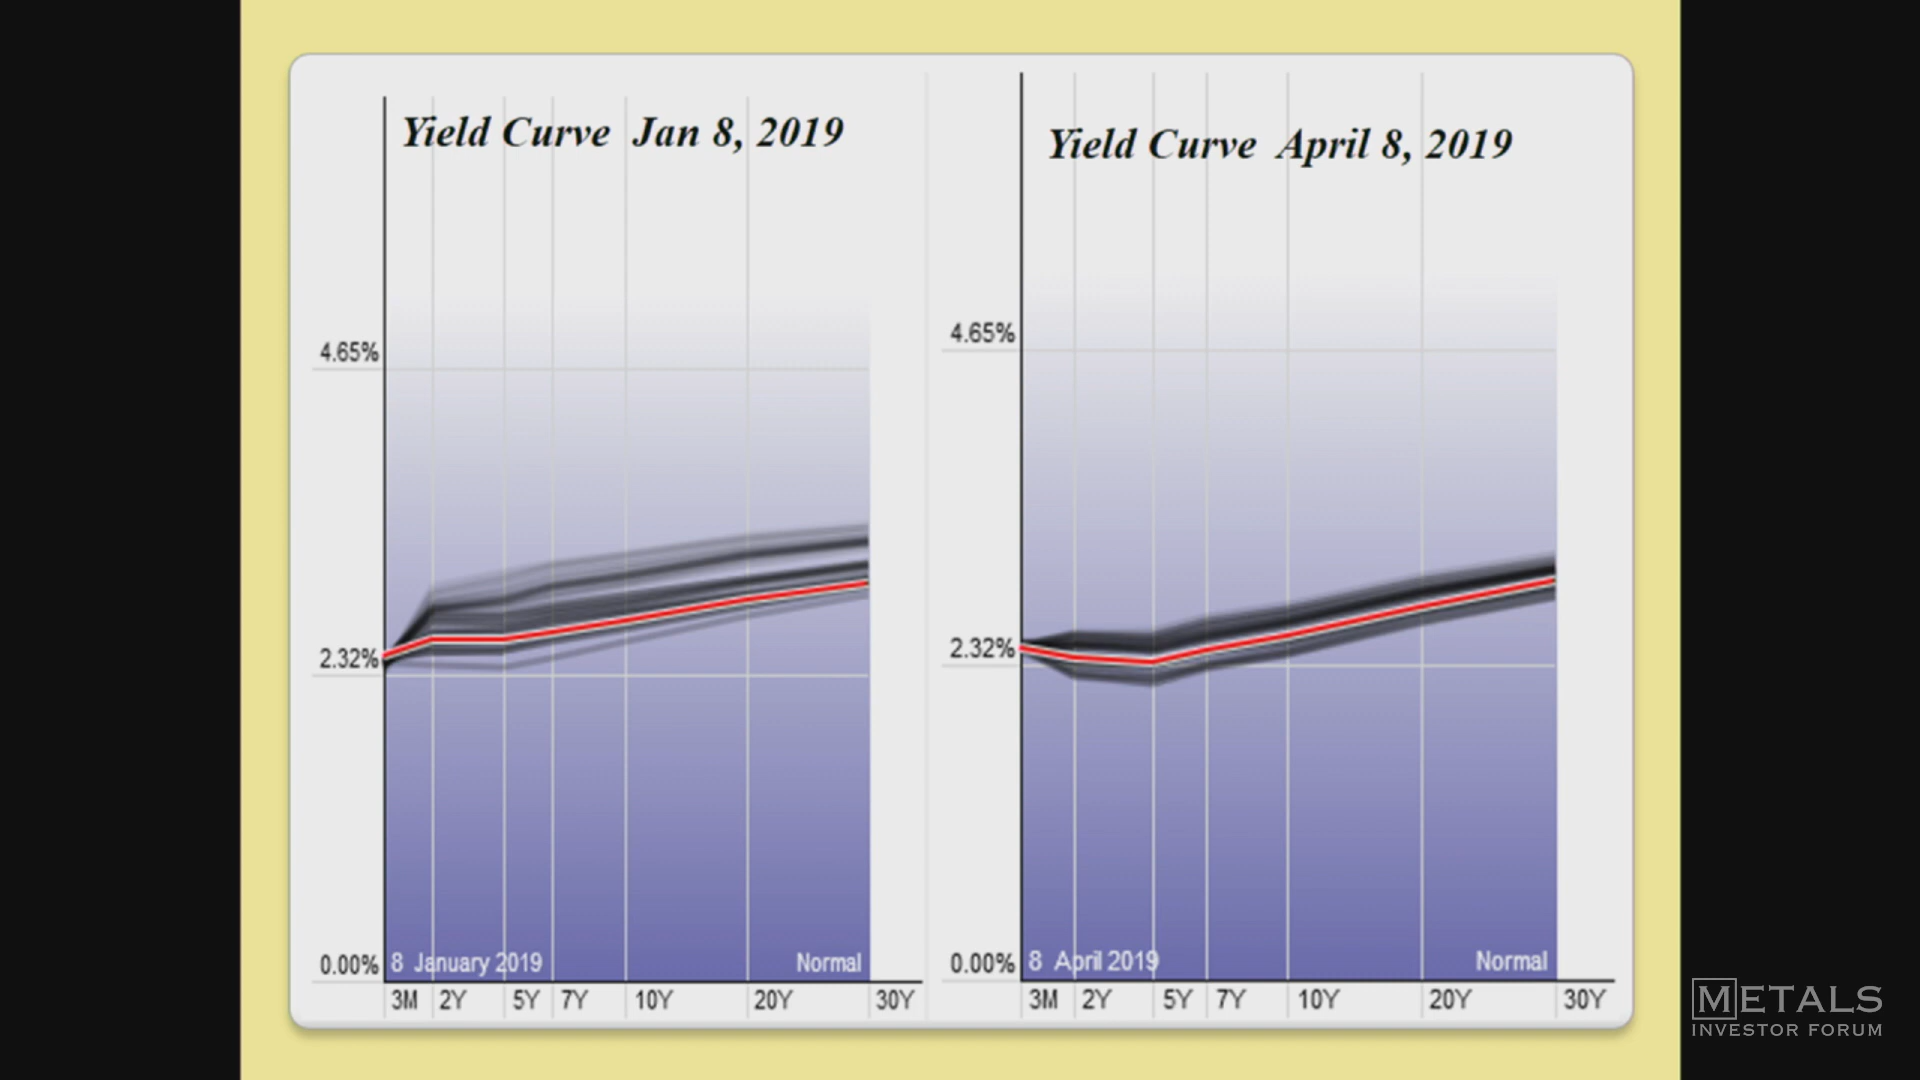 Yield Curve Jan 8, 2019
4.65%
2.32%
0.00%
8 January 2019 Normal
3M 2Y 5Y 7Y 10Y 20Y 30Y
Yield Curve April 8, 2019
4.65%
2.32%
0.00%
8 April 2019 Normal
3M 2Y 5Y 7Y 10Y 20Y 30Y
METALS
INVESTOR FORUM